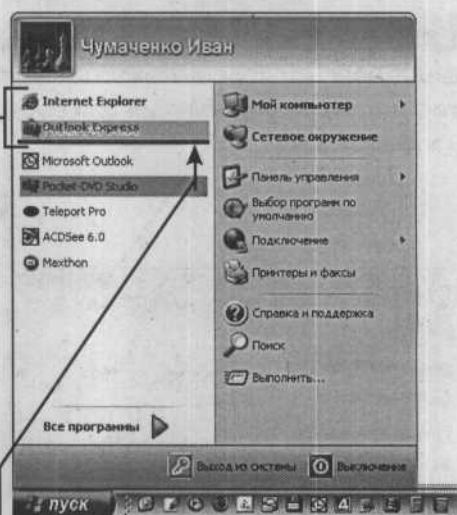 Чумаченко Иван
Internet Explorer
Outlook Express
Microsoft Outlook
Pocket-DVD Studio
Teleport Pro
ACDSee 6.0
Maxthon
Все программы
Мой компьютер
Сетевое окружение
Панель управления
Выбор программ по
умолчанию
Подключение
Принтеры и факсы
Справка и поддержка
Поиск
Выполнить...
Выход из системы
Выключение
пуск